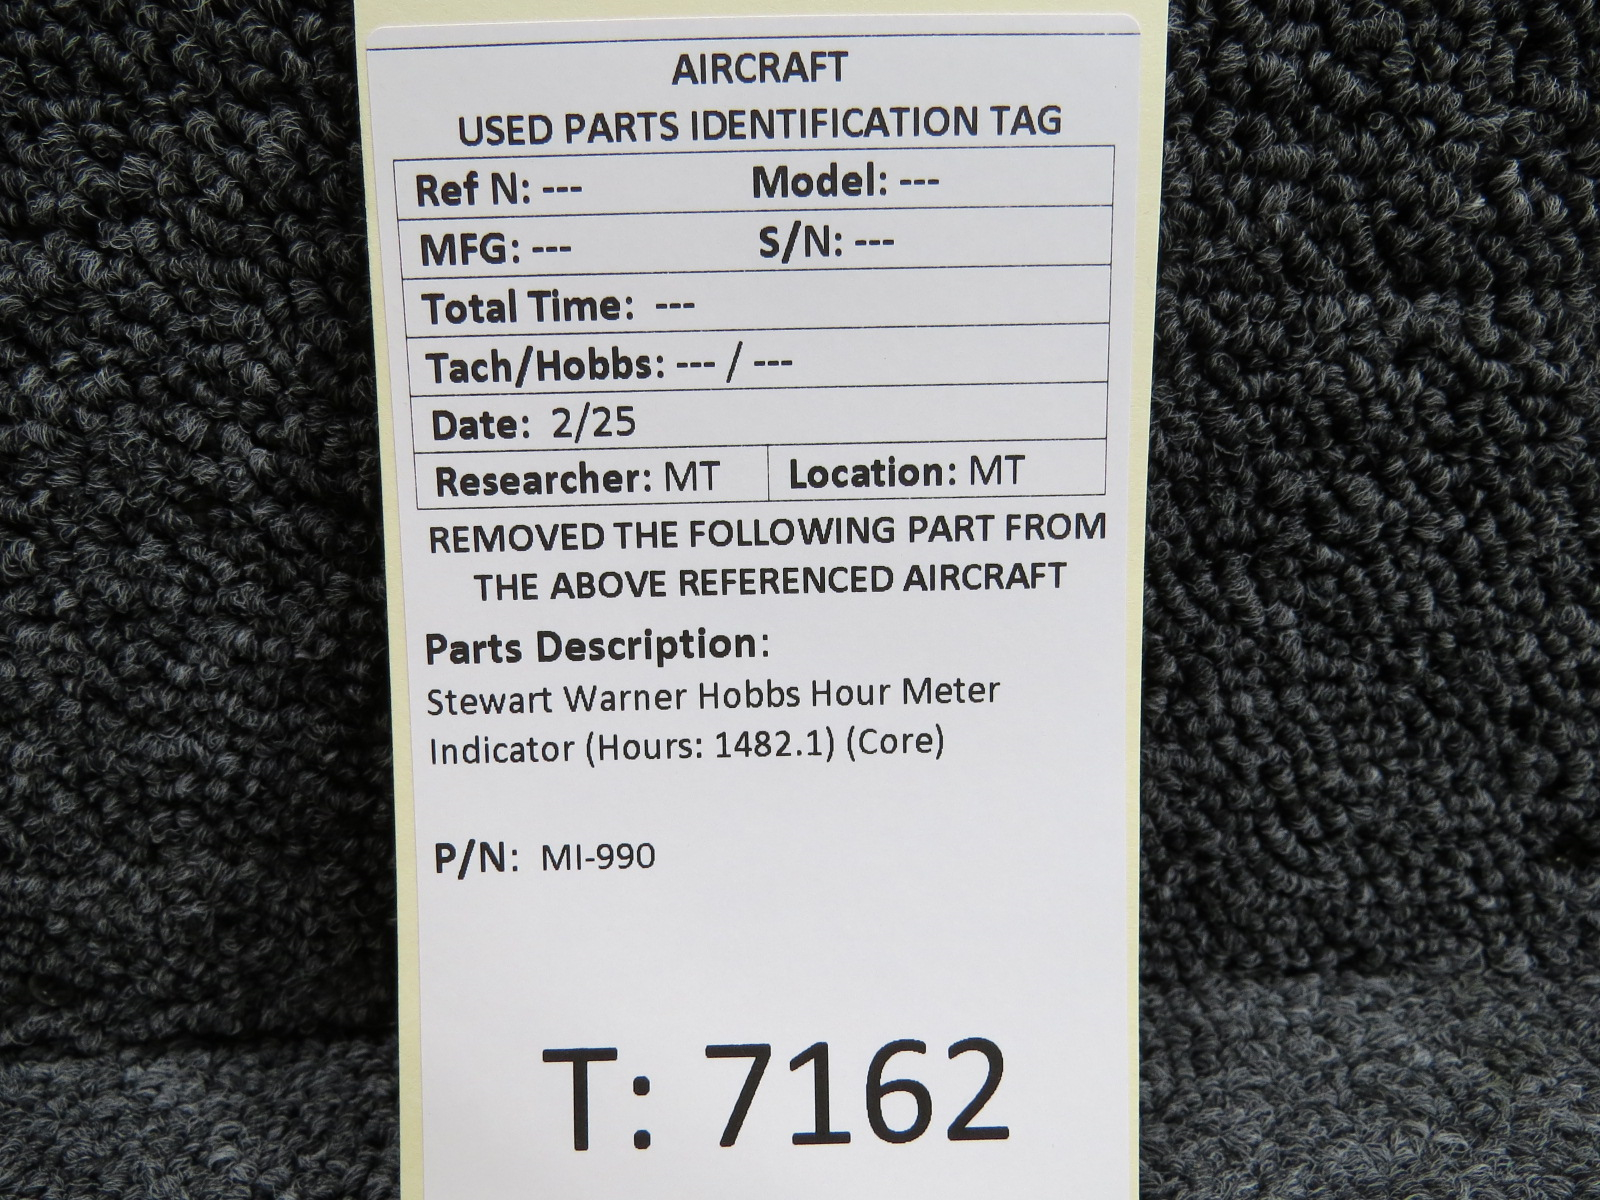 AIRCRAFT
USED PARTS IDENTIFICATION TAG
Ref N: --- Model: ---
MFG: --- S/N: ---
Total Time: ---
Tach/Hobbs: --- / ---
Date: 2/25
Researcher: MT Location: MT
REMOVED THE FOLLOWING PART FROM
THE ABOVE REFERENCED AIRCRAFT
Parts Description:
Stewart Warner Hobbs Hour Meter
Indicator (Hours: 1482.1) (Core)
P/N: MI-990
T: 7162